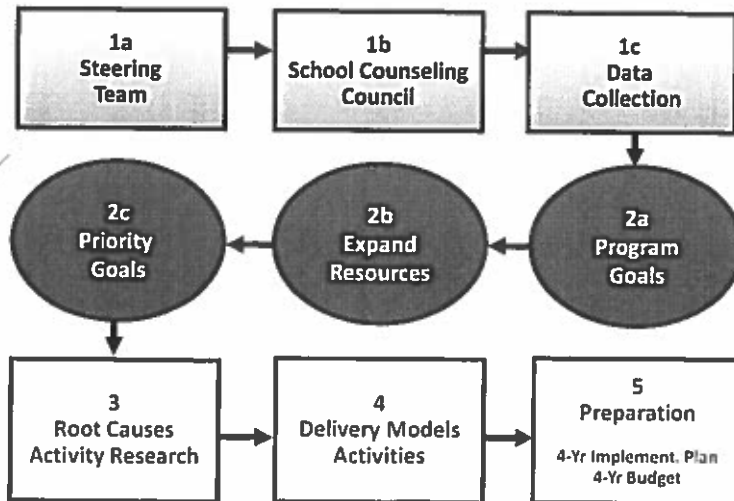 1a
Steering
Team
1b
School Counseling
Council
1c
Data
Collection
2c
Priority
Goals
2b
Expand
Resources
2a
Program
Goals
3
Root Causes
Activity Research
4
Delivery Models
Activities
5
Preparation
4-Yr Implement. Plan
4-Yr Budget